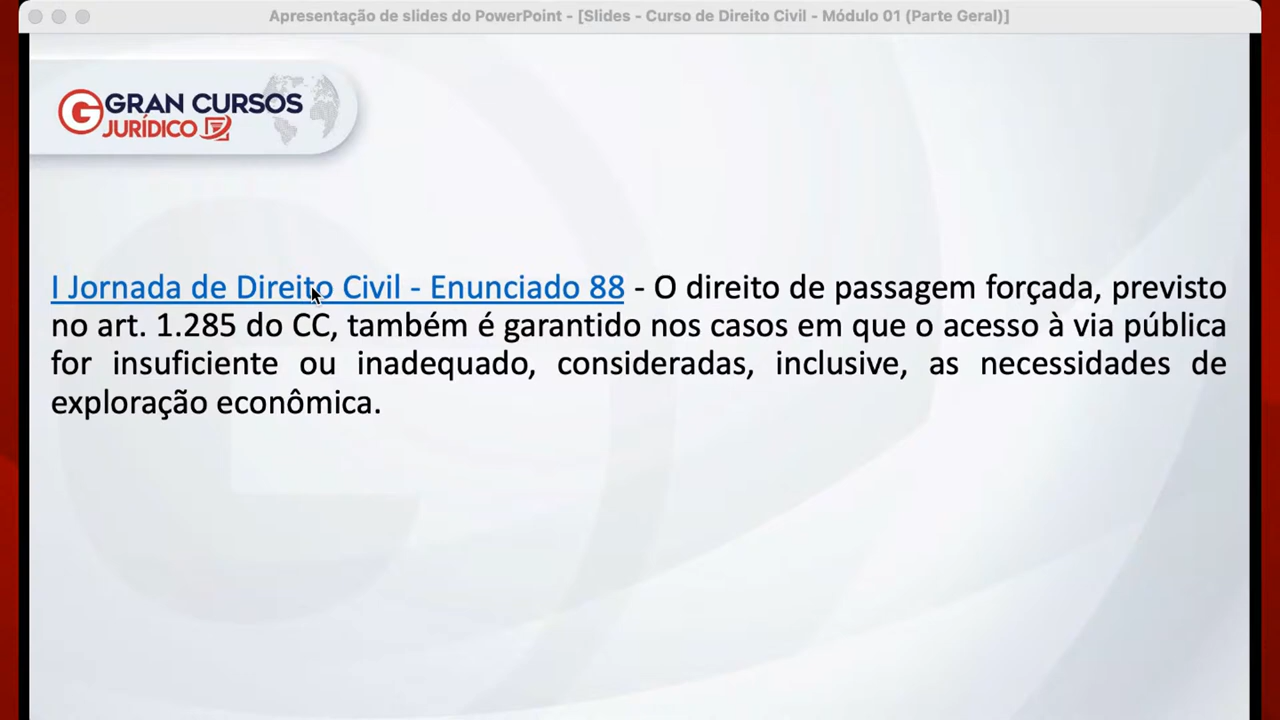 Apresentação de slides do PowerPoint - [Slides - Curso de Direito Civil - Módulo 01 (Parte Geral)]
GRAN CURSOS
JURÍDICO
I Jornada de Direito Civil - Enunciado 88 - O direito de passagem forçada, previsto
no art. 1.285 do CC, também é garantido nos casos em que o acesso à via pública
for insuficiente ou inadequado, consideradas, inclusive, as necessidades de
exploração econômica.